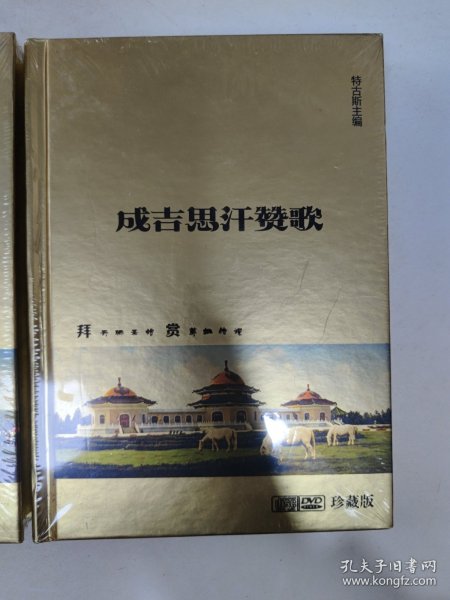 特古斯主编
成吉思汗赞歌
拜 赏
DVD 珍藏版
孔夫子旧书网
www.kongfz.com